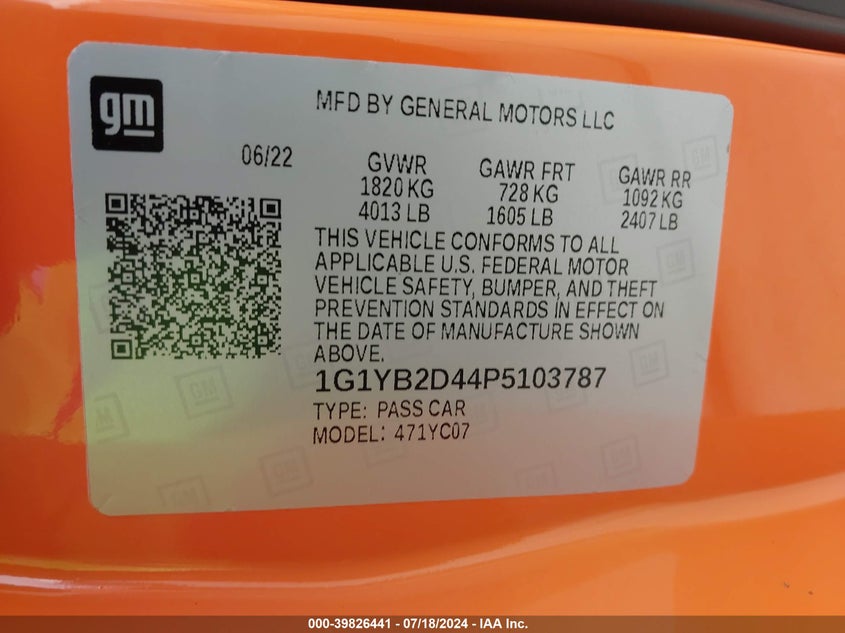 gm
MFD BY GENERAL MOTORS LLC
06/22
GVWR GAWR FRT GAWR RR
1820 KG 728 KG 1092 KG
4013 LB 1605 LB 2407 LB
THIS VEHICLE CONFORMS TO ALL
APPLICABLE U.S. FEDERAL MOTOR
VEHICLE SAFETY, BUMPER, AND THEFT
PREVENTION STANDARDS IN EFFECT ON
THE DATE OF MANUFACTURE SHOWN
ABOVE.
1G1YB2D44P5103787
TYPE: PASS CAR
MODEL: 471YC07
000-39826441 - 07/18/2024 - IAA Inc.